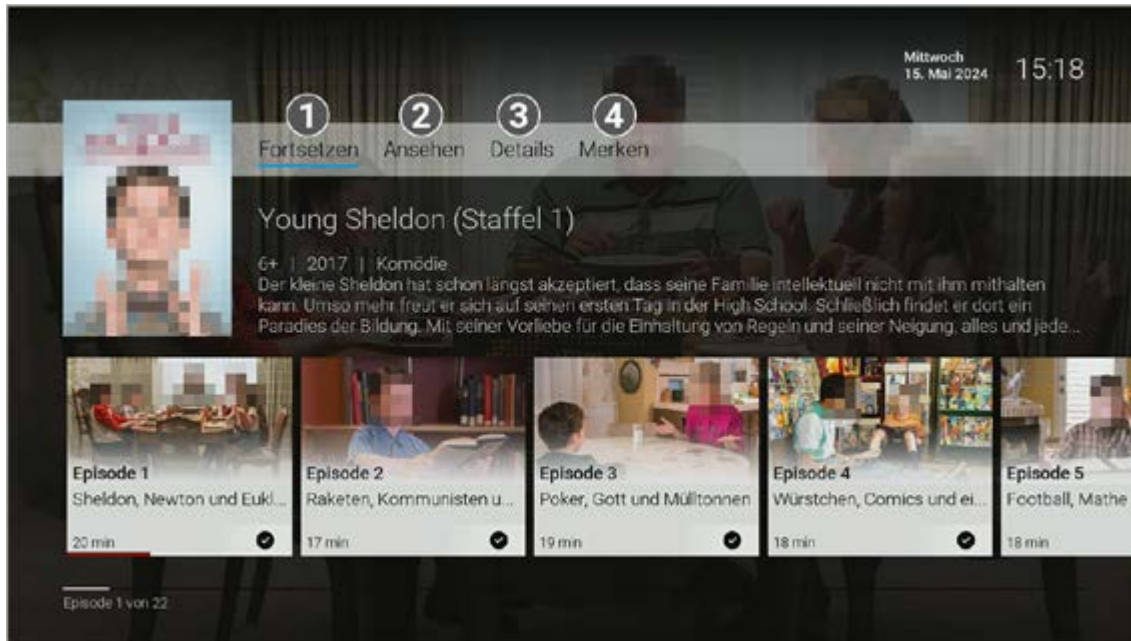 Mittwoch
15. Mai 2024
15:18
1
2
3
4
Fortsetzen
Ansehen
Details
Merken
Young Sheldon (Staffel 1)
6+ | 2017 | Komödie
Der kleine Sheldon hat schon längst akzeptiert, dass seine Familie intellektuell nicht mit ihm mithalten
kann. Umso mehr freut er sich auf seinen ersten Tag in der High School. Schließlich findet er dort ein
Paradies der Bildung. Mit seiner Vorliebe für die Einhaltung von Regeln und seiner Neigung, alles und jede...
Episode 1
Sheldon, Newton und Eukl...
20 min
Episode 2
Raketen, Kommunisten u...
17 min
Episode 3
Poker, Gott und Mülltonnen
19 min
Episode 4
Würstchen, Comics und ei...
18 min
Episode 5
Football, Mathe
18 min
Episode 1 von 22